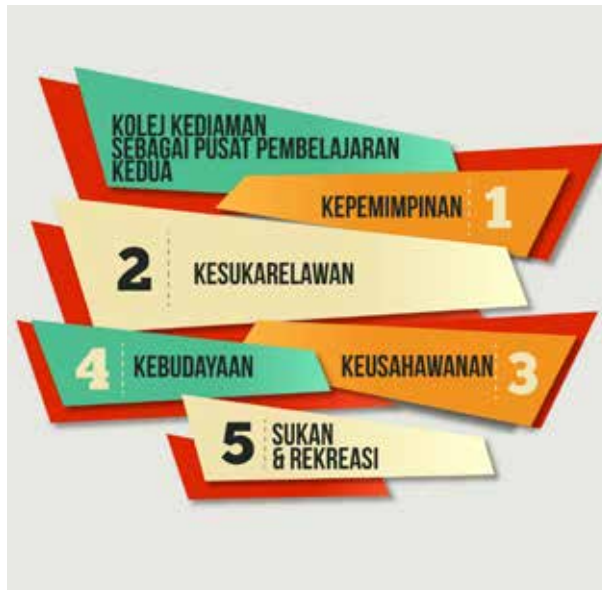 KOLEJ KEDIAMAN
SEBAGAI PUSAT PEMBELAJARAN
KEDUA
KEPEMIMPINAN 1
2 KESUKARELAWAN
4 KEBUDAYAAN
KEUSAHAWANAN 3
5 SUKAN
& REKREASI